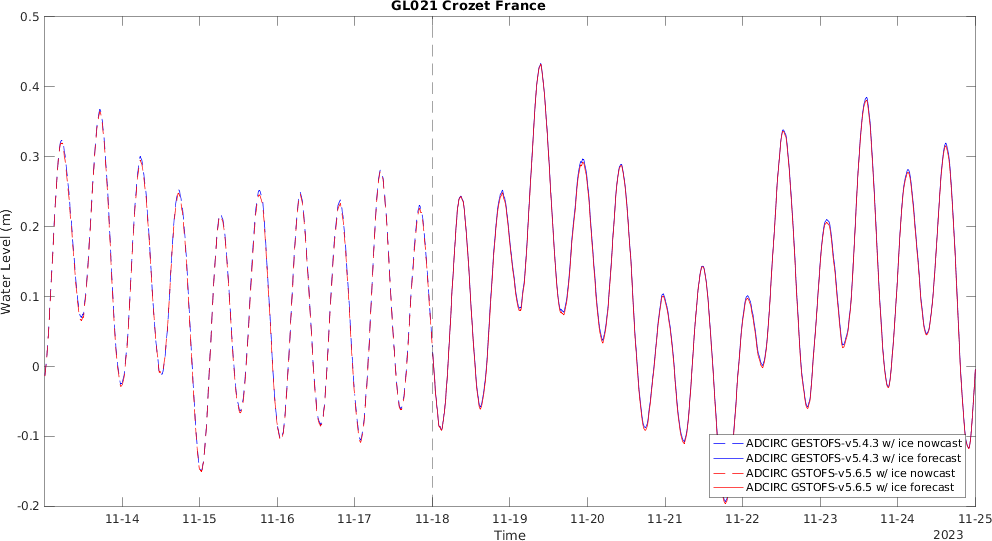 GL021 Crozet France
Water Level (m)
0.5
0.4
0.3
0.2
0.1
0
-0.1
-0.2
ADCIRC GESTOFS-v5.4.3 w/ ice nowcast
ADCIRC GESTOFS-v5.4.3 w/ ice forecast
ADCIRC GSTOFS-v5.6.5 w/ ice nowcast
ADCIRC GSTOFS-v5.6.5 w/ ice forecast
11-14 11-15 11-16 11-17 11-18 11-19 11-20 11-21 11-22 11-23 11-24 11-25
Time
2023